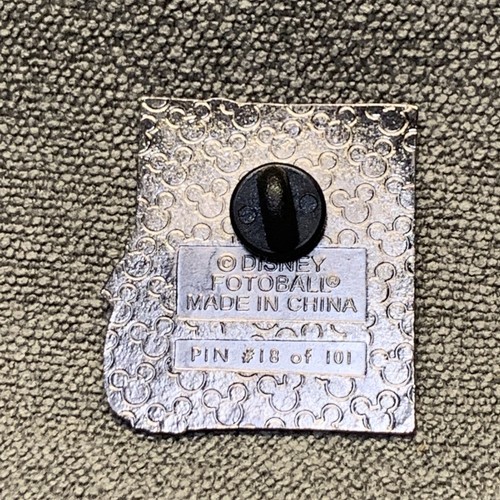 © DISNEY
FOTOBALL®
MADE IN CHINA
PIN #18 of 101